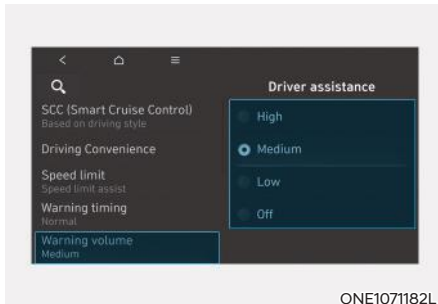 Driver assistance
SCC (Smart Cruise Control)
Based on driving style
Driving Convenience
Speed limit
Speed limit assist
Warning timing
Normal
Warning volume
Medium
High
Medium
Low
Off
ONE1071182L